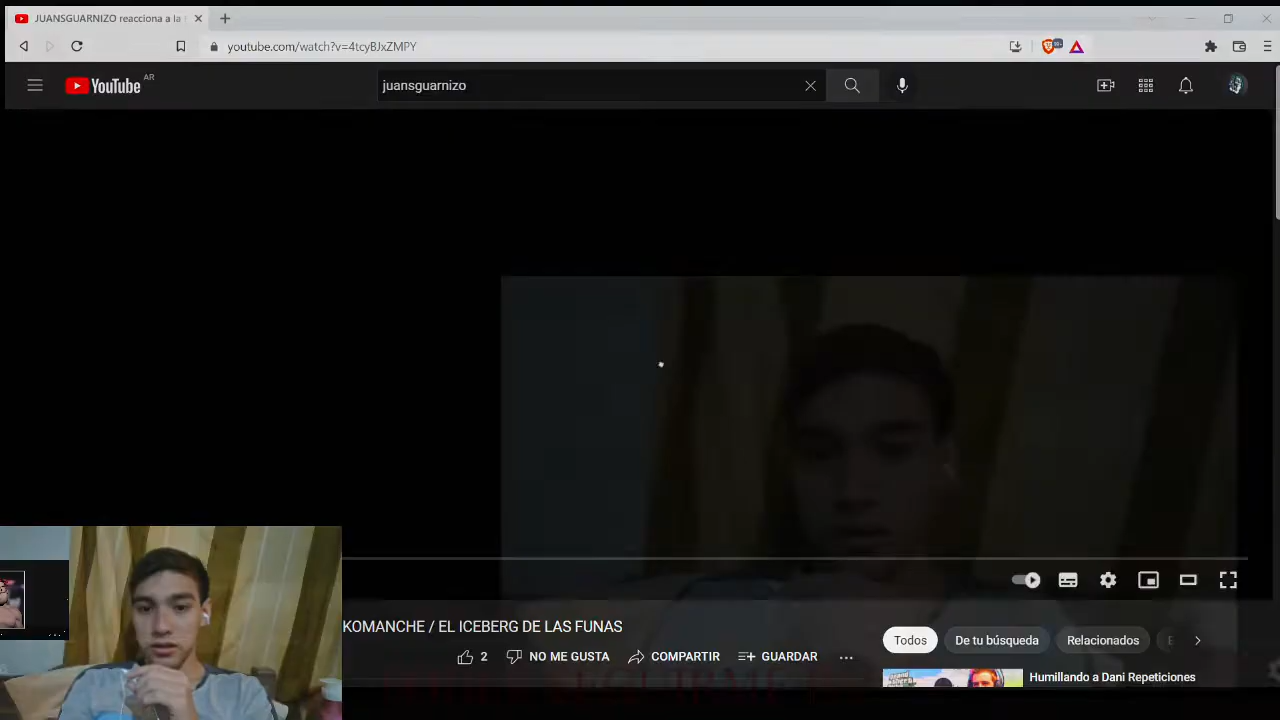 JUANSGUARNIZO reacciona a la
youtube.com/watch?v=4tcyBJxZMPY
YouTube AR
juansguarnizo
KOMANCHE / EL ICEBERG DE LAS FUNAS
2 NO ME GUSTA COMPARTIR GUARDAR
Todos De tu búsqueda Relacionados
Humillando a Dani Repeticiones